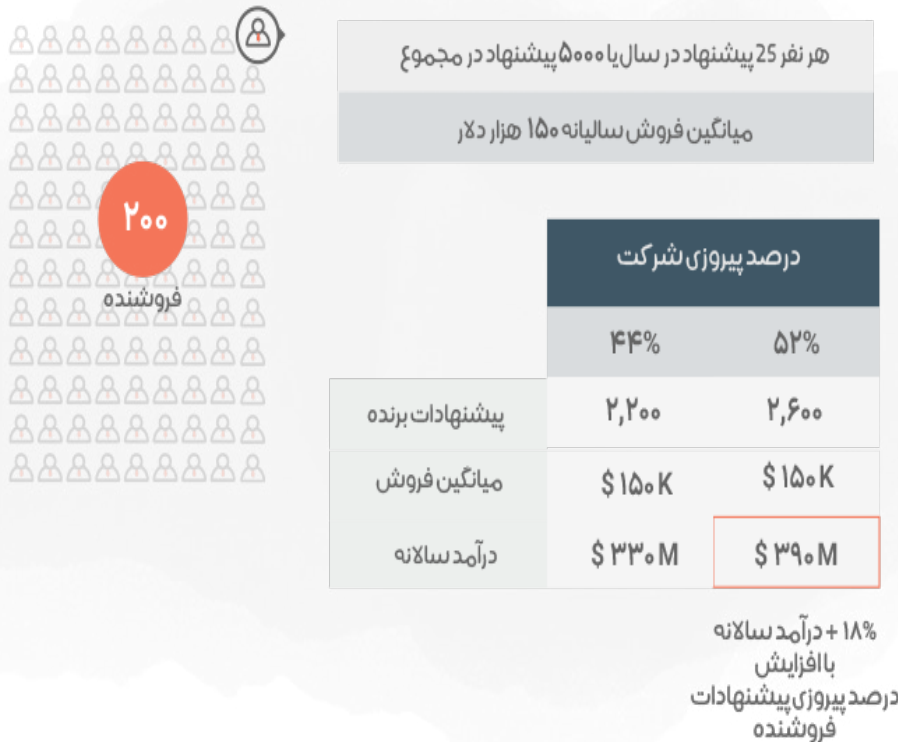 هر نفر 25 پیشنهاد در سال یا ۵۰۰۰ پیشنهاد در مجموع
میانگین فروش سالیانه ۱۵۰ هزار دلار
۲۰۰
فروشنده
درصد پیروزی شرکت
۴۴% ۵۲%
پیشنهادات برنده ۲,۲۰۰ ۲,۶۰۰
میانگین فروش $ ۱۵۰K $ ۱۵۰K
درآمد سالانه $ ۳۳۰M $ ۳۹۰M
۱۸% + درآمد سالانه
با افزایش
درصد پیروزی پیشنهادات
فروشنده